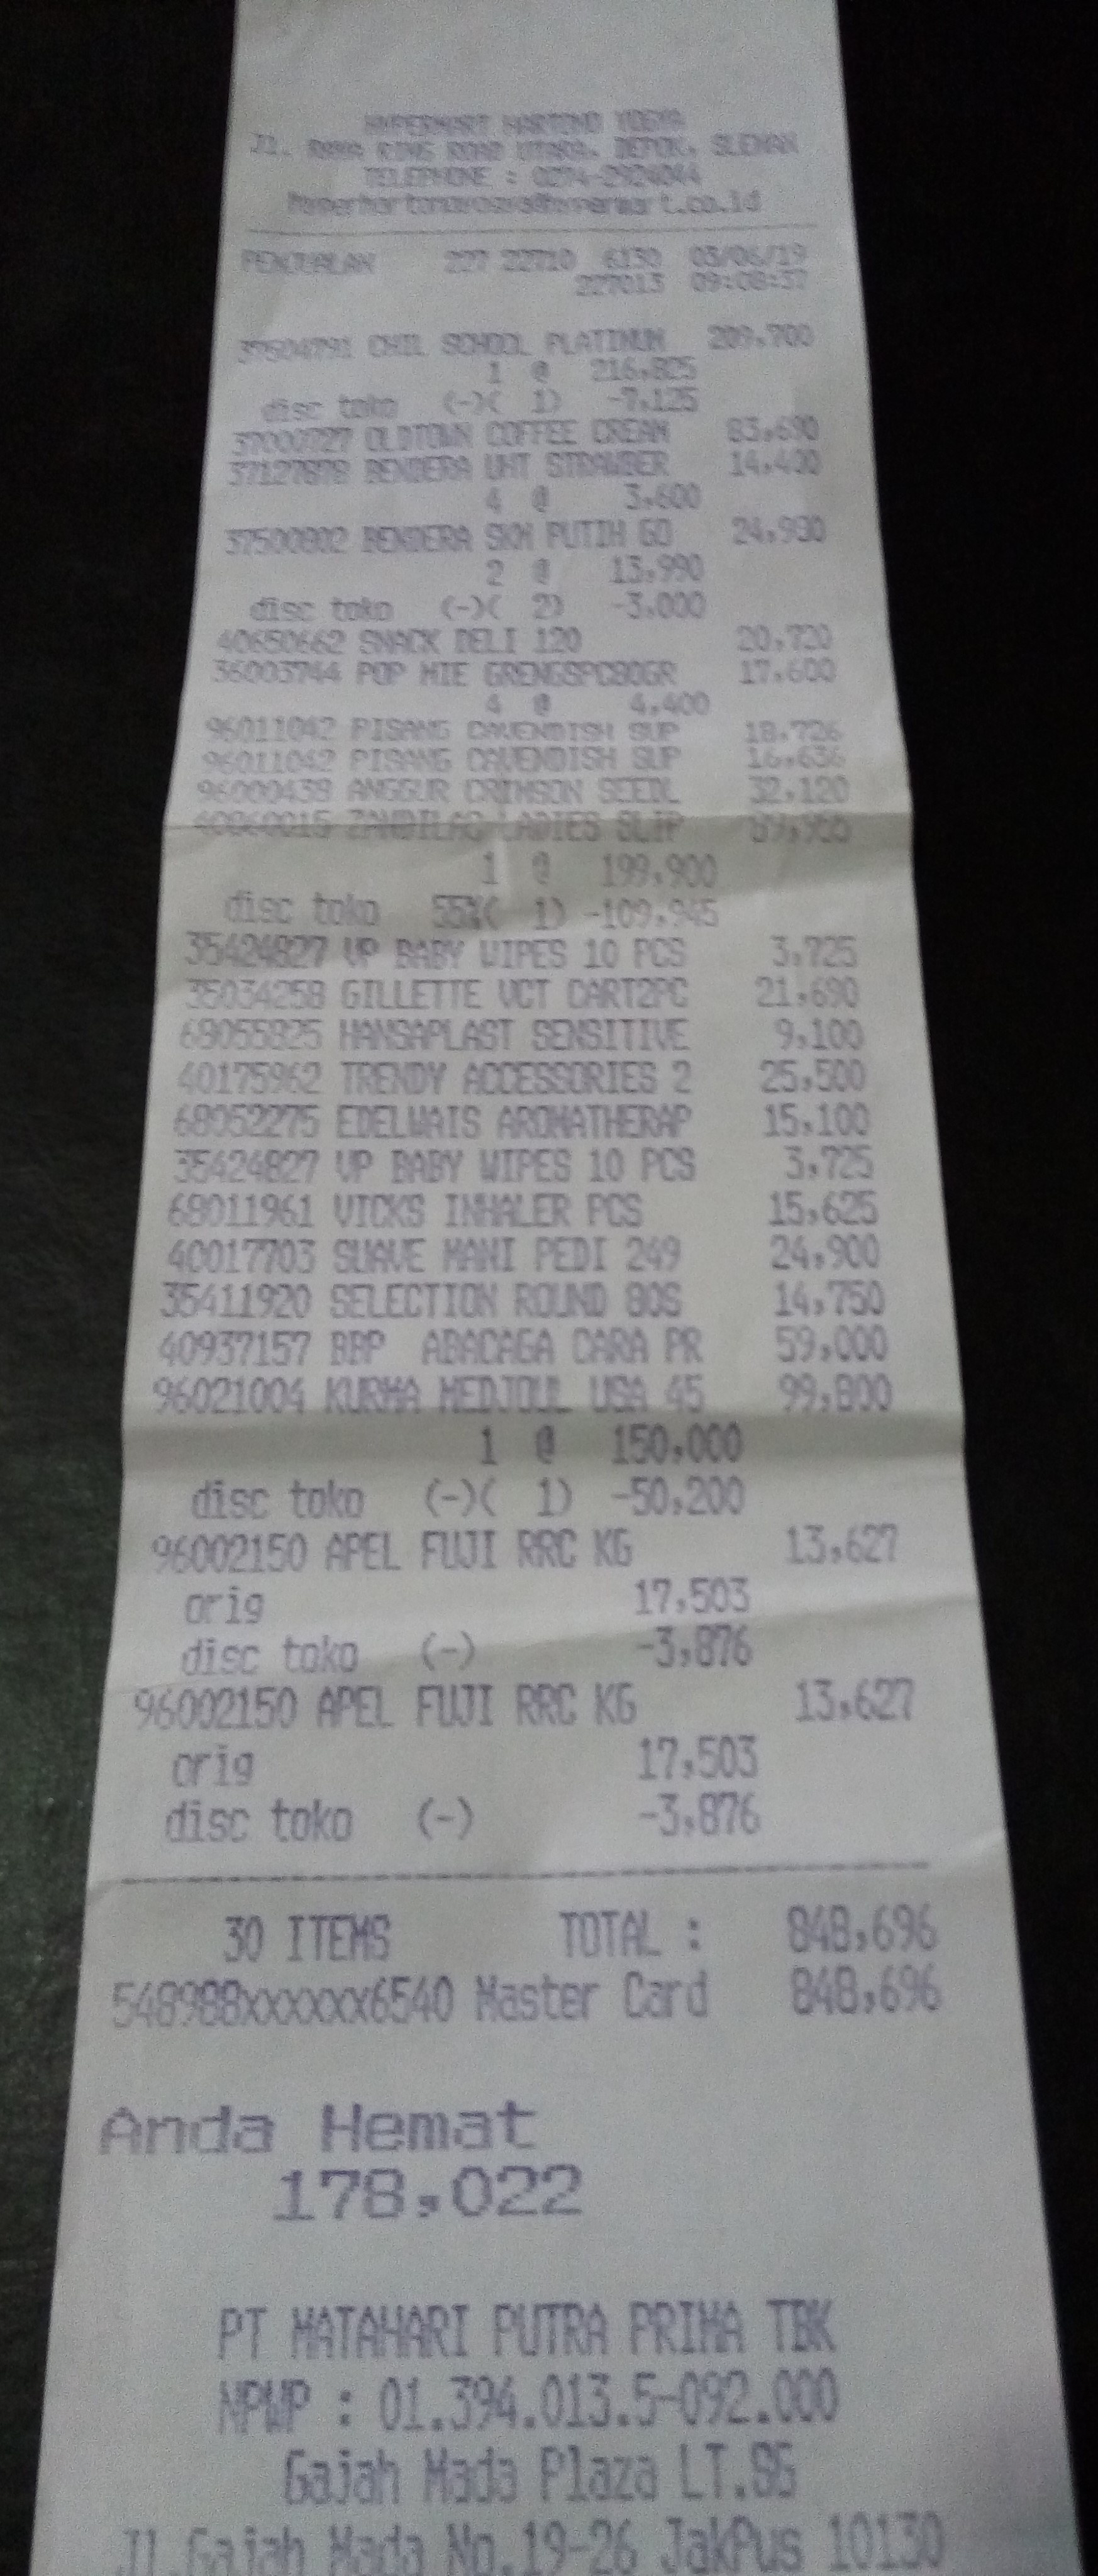 HYPERMART HARTONO YOGYA
Jl. RAYA RING ROAD UTARA, DEPOK, SLEMAN
TELEPHONE : 0274-2924044
PENJUALAN 227 22710 6130 03/06/19
227013 09:08:37
37504791 CHIL SCHOOL PLATINUM 209,700
1 @ 216,825
disc toko (-)( 1) -7,125
37000727 OLDTOWN COFFEE CREAM 83,690
37127878 BENDERA UHT STRAWBER 14,400
4 @ 3,600
37500802 BENDERA SKM PUTIH GO 24,980
2 @ 13,990
disc toko (-)( 2) -3,000
40650662 SNACK DELI 120 20,720
36003744 POP MIE GRENGSPC80GR 17,600
4 @ 4,400
96011042 PISANG CAVENDISH SUP 18,726
96011042 PISANG CAVENDISH SUP 16,636
96000439 ANGGUR CRIMSON SEEDL 32,120
40860015 ZANDILAC LADIES SLIP 89,955
1 @ 199,900
disc toko 55%( 1) -109,945
35424827 VP BABY WIPES 10 PCS 3,725
35034258 GILLETTE VCT CART2PC 21,690
68055825 HANSAPLAST SENSITIVE 9,100
40175962 TRENDY ACCESSORIES 2 25,500
68052275 EDELWAIS AROMATHERAP 15,100
35424827 VP BABY WIPES 10 PCS 3,725
68011961 VICKS INHALER PCS 15,625
40017703 SUAVE MANI PEDI 249 24,900
35411920 SELECTION ROUND 80S 14,750
40937157 BBP ABACAGA CARA PR 59,000
96021004 KURMA MEDJOUL USA 45 99,800
1 @ 150,000
disc toko (-)( 1) -50,200
96002150 APEL FUJI RRC KG 13,627
orig 17,503
disc toko (-) -3,876
96002150 APEL FUJI RRC KG 13,627
orig 17,503
disc toko (-) -3,876
30 ITEMS TOTAL : 848,696
548988xxxxxx6540 Master Card 848,696
Anda Hemat
178,022
PT MATAHARI PUTRA PRIMA TBK
NPWP : 01.394.013.5-092.000
Gajah Mada Plaza LT.SG
Jl.Gajah Mada No.19-26 JakPus 10130